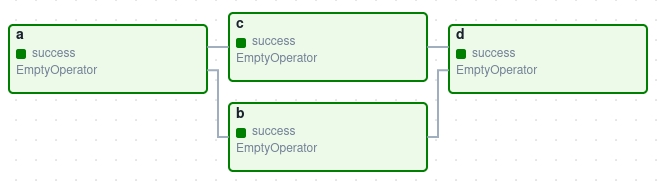 a
success
EmptyOperator
c
success
EmptyOperator
b
success
EmptyOperator
d
success
EmptyOperator